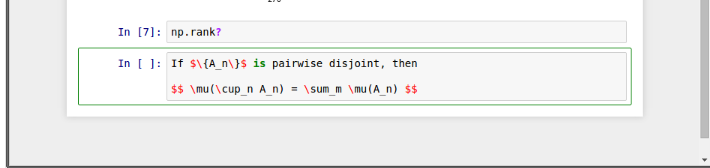 In [7]: np.rank?
In [ ]: If $\{A_n\}$ is pairwise disjoint, then
$$ \mu(\cup_n A_n) = \sum_m \mu(A_n) $$